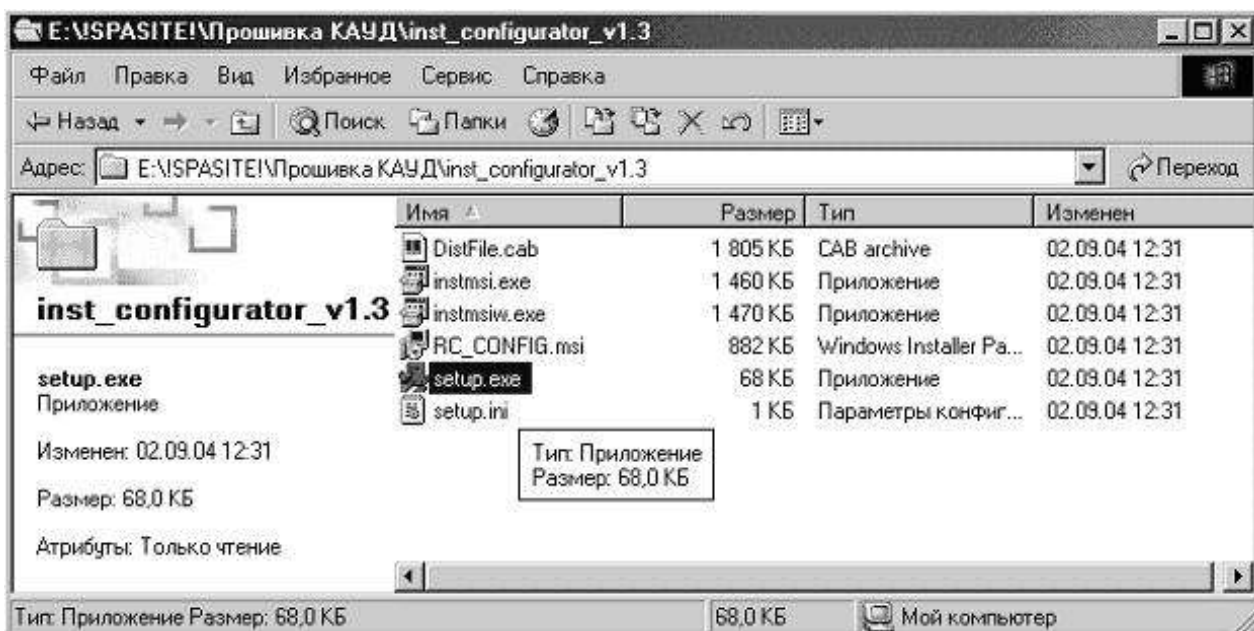 E:\!SPASITE!\Прошивка КАУД\inst_configurator_v1.3
Файл Правка Вид Избранное Сервис Справка
Назад Поиск Папки
Адрес: E:\!SPASITE!\Прошивка КАУД\inst_configurator_v1.3 Переход
Имя Размер Тип Изменен
DistFile.cab 1 805 КБ CAB archive 02.09.04 12:31
instmsi.exe 1 460 КБ Приложение 02.09.04 12:31
instmsiw.exe 1 470 КБ Приложение 02.09.04 12:31
RC_CONFIG.msi 882 КБ Windows Installer Pa... 02.09.04 12:31
setup.exe 68 КБ Приложение 02.09.04 12:31
setup.ini 1 КБ Параметры конфиг... 02.09.04 12:31
inst_configurator_v1.3
setup.exe
Приложение
Изменен: 02.09.04 12:31
Размер: 68,0 КБ
Атрибуты: Только чтение
Тип: Приложение
Размер: 68,0 КБ
Тип: Приложение Размер: 68,0 КБ 68,0 КБ Мой компьютер